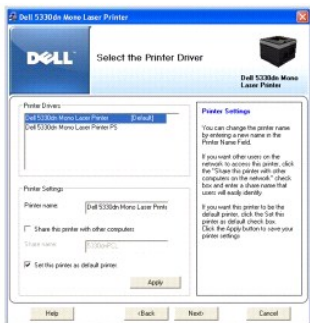 Dell 5330dn Mono Laser Printer
DELL
Select the Printer Driver
Dell 5330dn Mono
Laser Printer
Printer Drivers
Dell 5330dn Mono Laser Printer [Default]
Dell 5330dn Mono Laser Printer PS
Printer Settings
Printer name:
Dell 5330dn Mono Laser Printe
Share this printer with other computers
Share name:
Set this printer as default printer
Apply
Printer Settings
You can change the printer name
by entering a new name in the
Printer Name Field.
If you want other users on the
network to access this printer, click
the "Share this printer with other
computers on the network" check
box and enter a share name that
users will easily identify.
If you want this printer to be the
default printer, click the Set this
printer as default check box.
Click the Apply button to save your
printer settings.
Help
<Back
Next>
Cancel